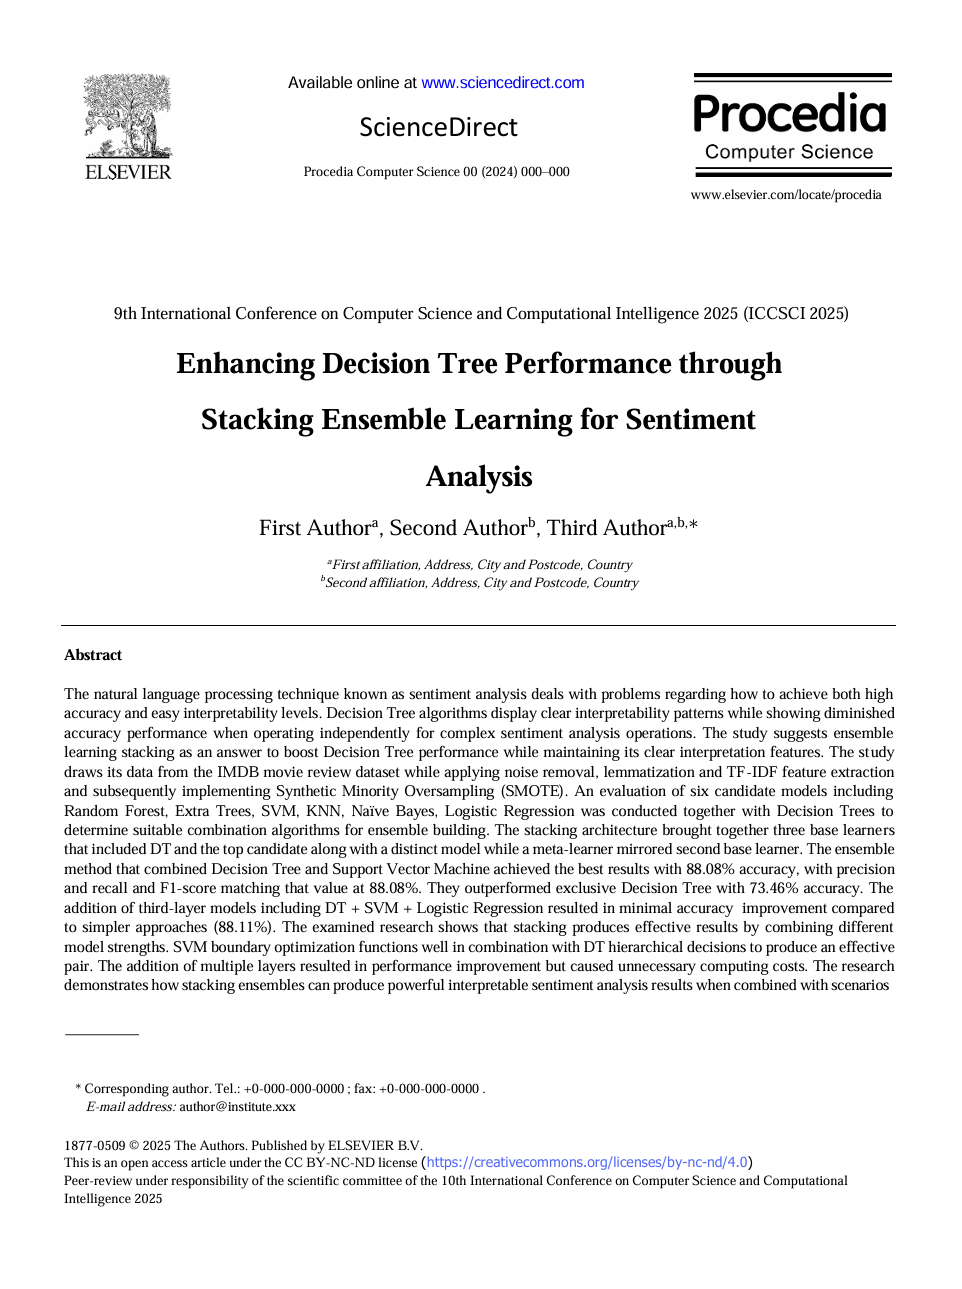 ELSEVIER
Available online at www.sciencedirect.com
ScienceDirect
Procedia Computer Science 00 (2024) 000–000
Procedia
Computer Science
www.elsevier.com/locate/procedia
9th International Conference on Computer Science and Computational Intelligence 2025 (ICCSCI 2025)
Enhancing Decision Tree Performance through
Stacking Ensemble Learning for Sentiment
Analysis
First Authorª, Second Authorᵇ, Third Authorª,ᵇ,*
ªFirst affiliation, Address, City and Postcode, Country
ᵇSecond affiliation, Address, City and Postcode, Country
Abstract
The natural language processing technique known as sentiment analysis deals with problems regarding how to achieve both high
accuracy and easy interpretability levels. Decision Tree algorithms display clear interpretability patterns while showing diminished
accuracy performance when operating independently for complex sentiment analysis operations. The study suggests ensemble
learning stacking as an answer to boost Decision Tree performance while maintaining its clear interpretation features. The study
draws its data from the IMDB movie review dataset while applying noise removal, lemmatization and TF-IDF feature extraction
and subsequently implementing Synthetic Minority Oversampling (SMOTE). An evaluation of six candidate models including
Random Forest, Extra Trees, SVM, KNN, Naïve Bayes, Logistic Regression was conducted together with Decision Trees to
determine suitable combination algorithms for ensemble building. The stacking architecture brought together three base learners
that included DT and the top candidate along with a distinct model while a meta-learner mirrored second base learner. The ensemble
method that combined Decision Tree and Support Vector Machine achieved the best results with 88.08% accuracy, with precision
and recall and F1-score matching that value at 88.08%. They outperformed exclusive Decision Tree with 73.46% accuracy. The
addition of third-layer models including DT + SVM + Logistic Regression resulted in minimal accuracy improvement compared
to simpler approaches (88.11%). The examined research shows that stacking produces effective results by combining different
model strengths. SVM boundary optimization functions well in combination with DT hierarchical decisions to produce an effective
pair. The addition of multiple layers resulted in performance improvement but caused unnecessary computing costs. The research
demonstrates how stacking ensembles can produce powerful interpretable sentiment analysis results when combined with scenarios
* Corresponding author. Tel.: +0-000-000-0000 ; fax: +0-000-000-0000 .
E-mail address: author@institute.xxx
1877-0509 © 2025 The Authors. Published by ELSEVIER B.V.
This is an open access article under the CC BY-NC-ND license (https://creativecommons.org/licenses/by-nc-nd/4.0)
Peer-review under responsibility of the scientific committee of the 10th International Conference on Computer Science and Computational
Intelligence 2025